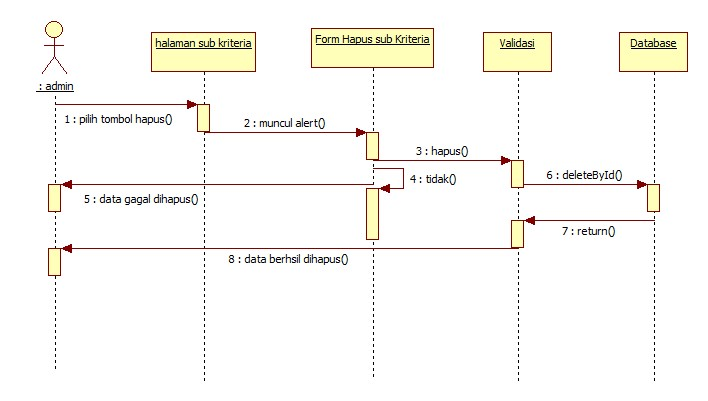 : admin
halaman sub kriteria
Form Hapus sub Kriteria
Validasi
Database
1 : pilih tombol hapus()
2 : muncul alert()
3 : hapus()
4 : tidak()
5 : data gagal dihapus()
6 : deleteById()
7 : return()
8 : data berhsil dihapus()